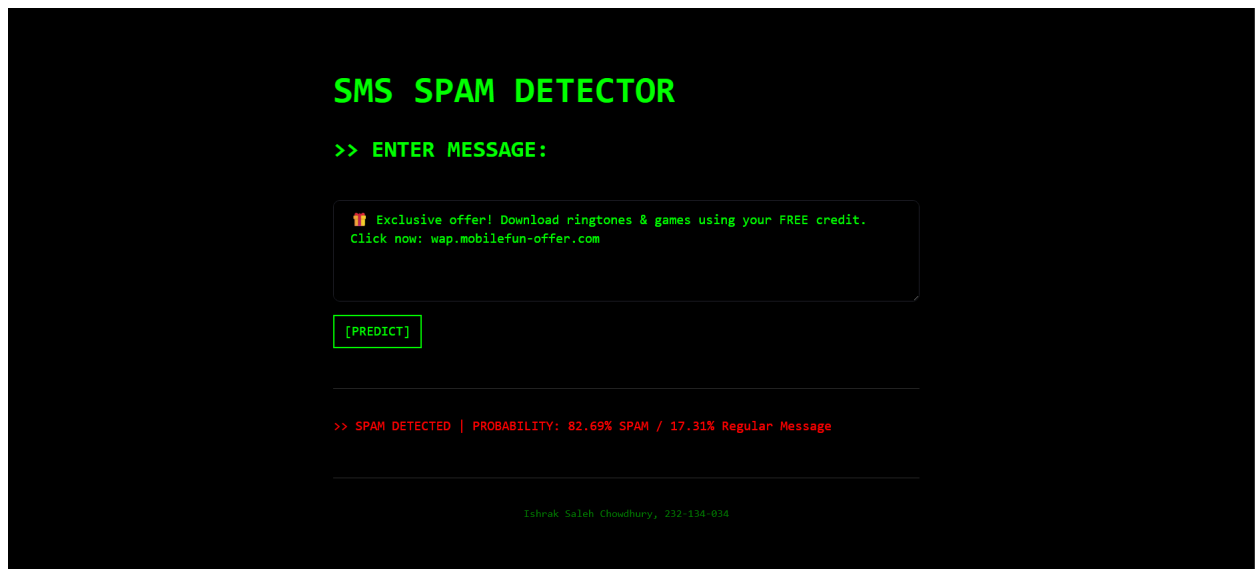 SMS SPAM DETECTOR
>> ENTER MESSAGE:
🎁 Exclusive offer! Download ringtones & games using your FREE credit.
Click now: wap.mobilefun-offer.com
[PREDICT]
>> SPAM DETECTED | PROBABILITY: 82.69% SPAM / 17.31% Regular Message
Ishrak Saleh Chowdhury, 232-134-034